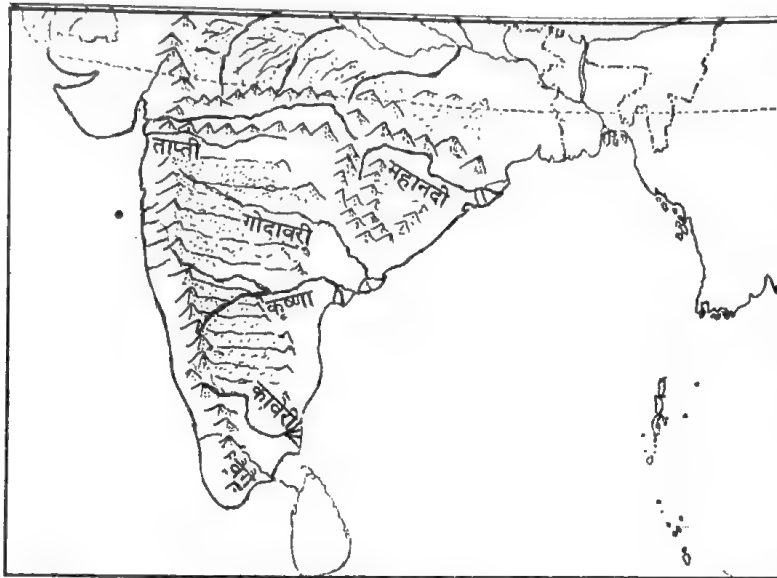 ताप्ती
महानदी
गोदावरी
कृष्णा
कावेरी